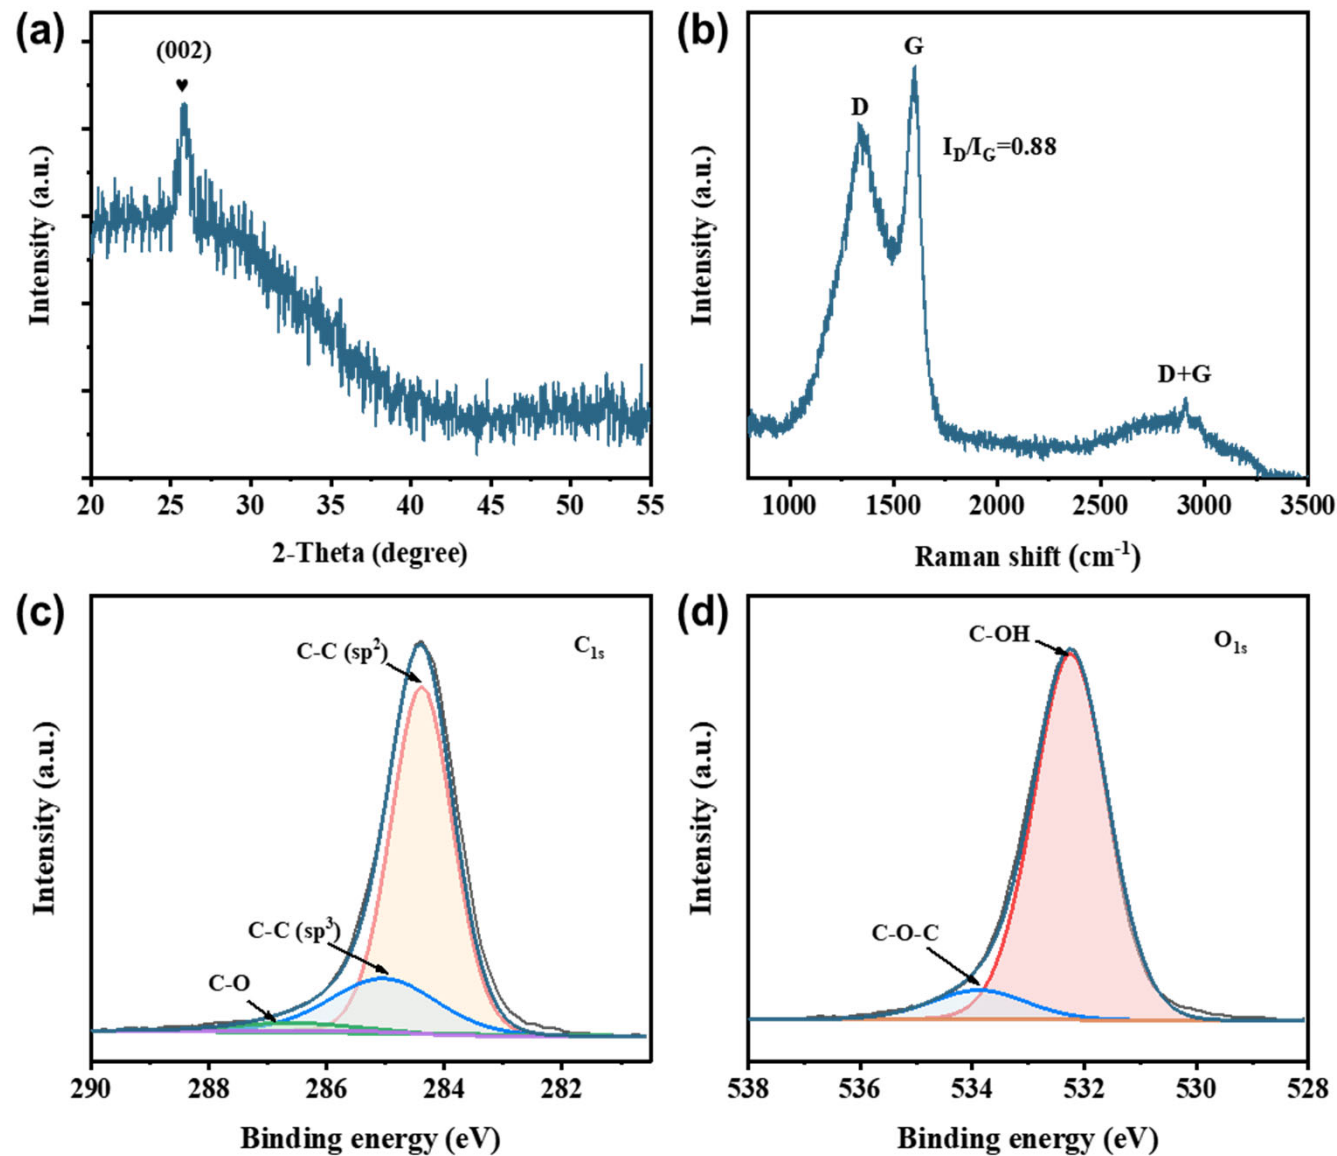 (a)
(002)
♥
Intensity (a.u.)
20 25 30 35 40 45 50 55
2-Theta (degree)
(b)
G
D
I_D/I_G=0.88
D+G
Intensity (a.u.)
1000 1500 2000 2500 3000 3500
Raman shift (cm⁻¹)
(c)
C-C (sp²)
C₁ₛ
C-C (sp³)
C-O
Intensity (a.u.)
290 288 286 284 282
Binding energy (eV)
(d)
C-OH
O₁ₛ
C-O-C
Intensity (a.u.)
538 536 534 532 530 528
Binding energy (eV)